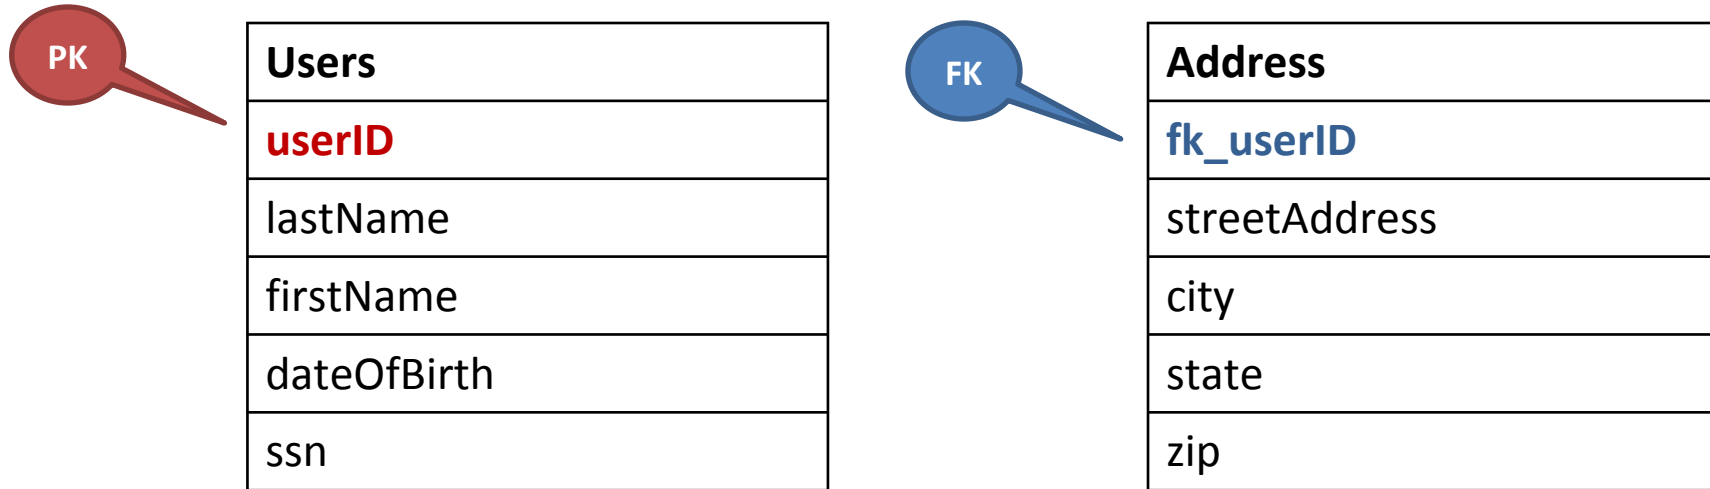 PK
Users
userID
lastName
firstName
dateOfBirth
ssn
FK
Address
fk_userID
streetAddress
city
state
zip